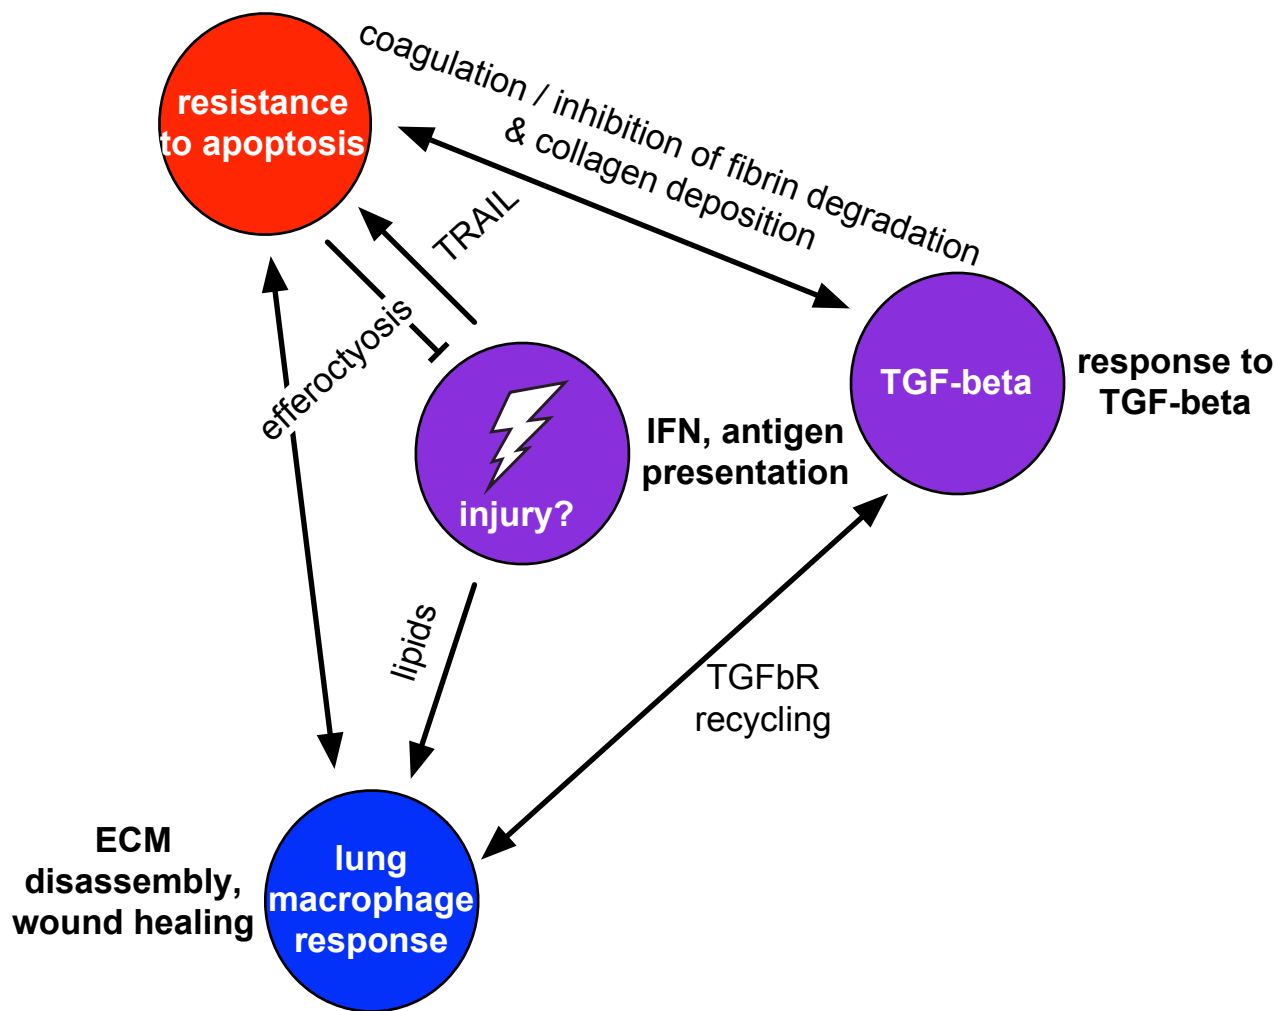 coagulation / inhibition of fibrin degradation
& collagen deposition
resistance
to apoptosis
TRAIL
efferoctyosis
TGF-beta
response to
TGF-beta
IFN, antigen
presentation
injury?
lipids
TGFbR
recycling
ECM
disassembly,
wound healing
lung
macrophage
response